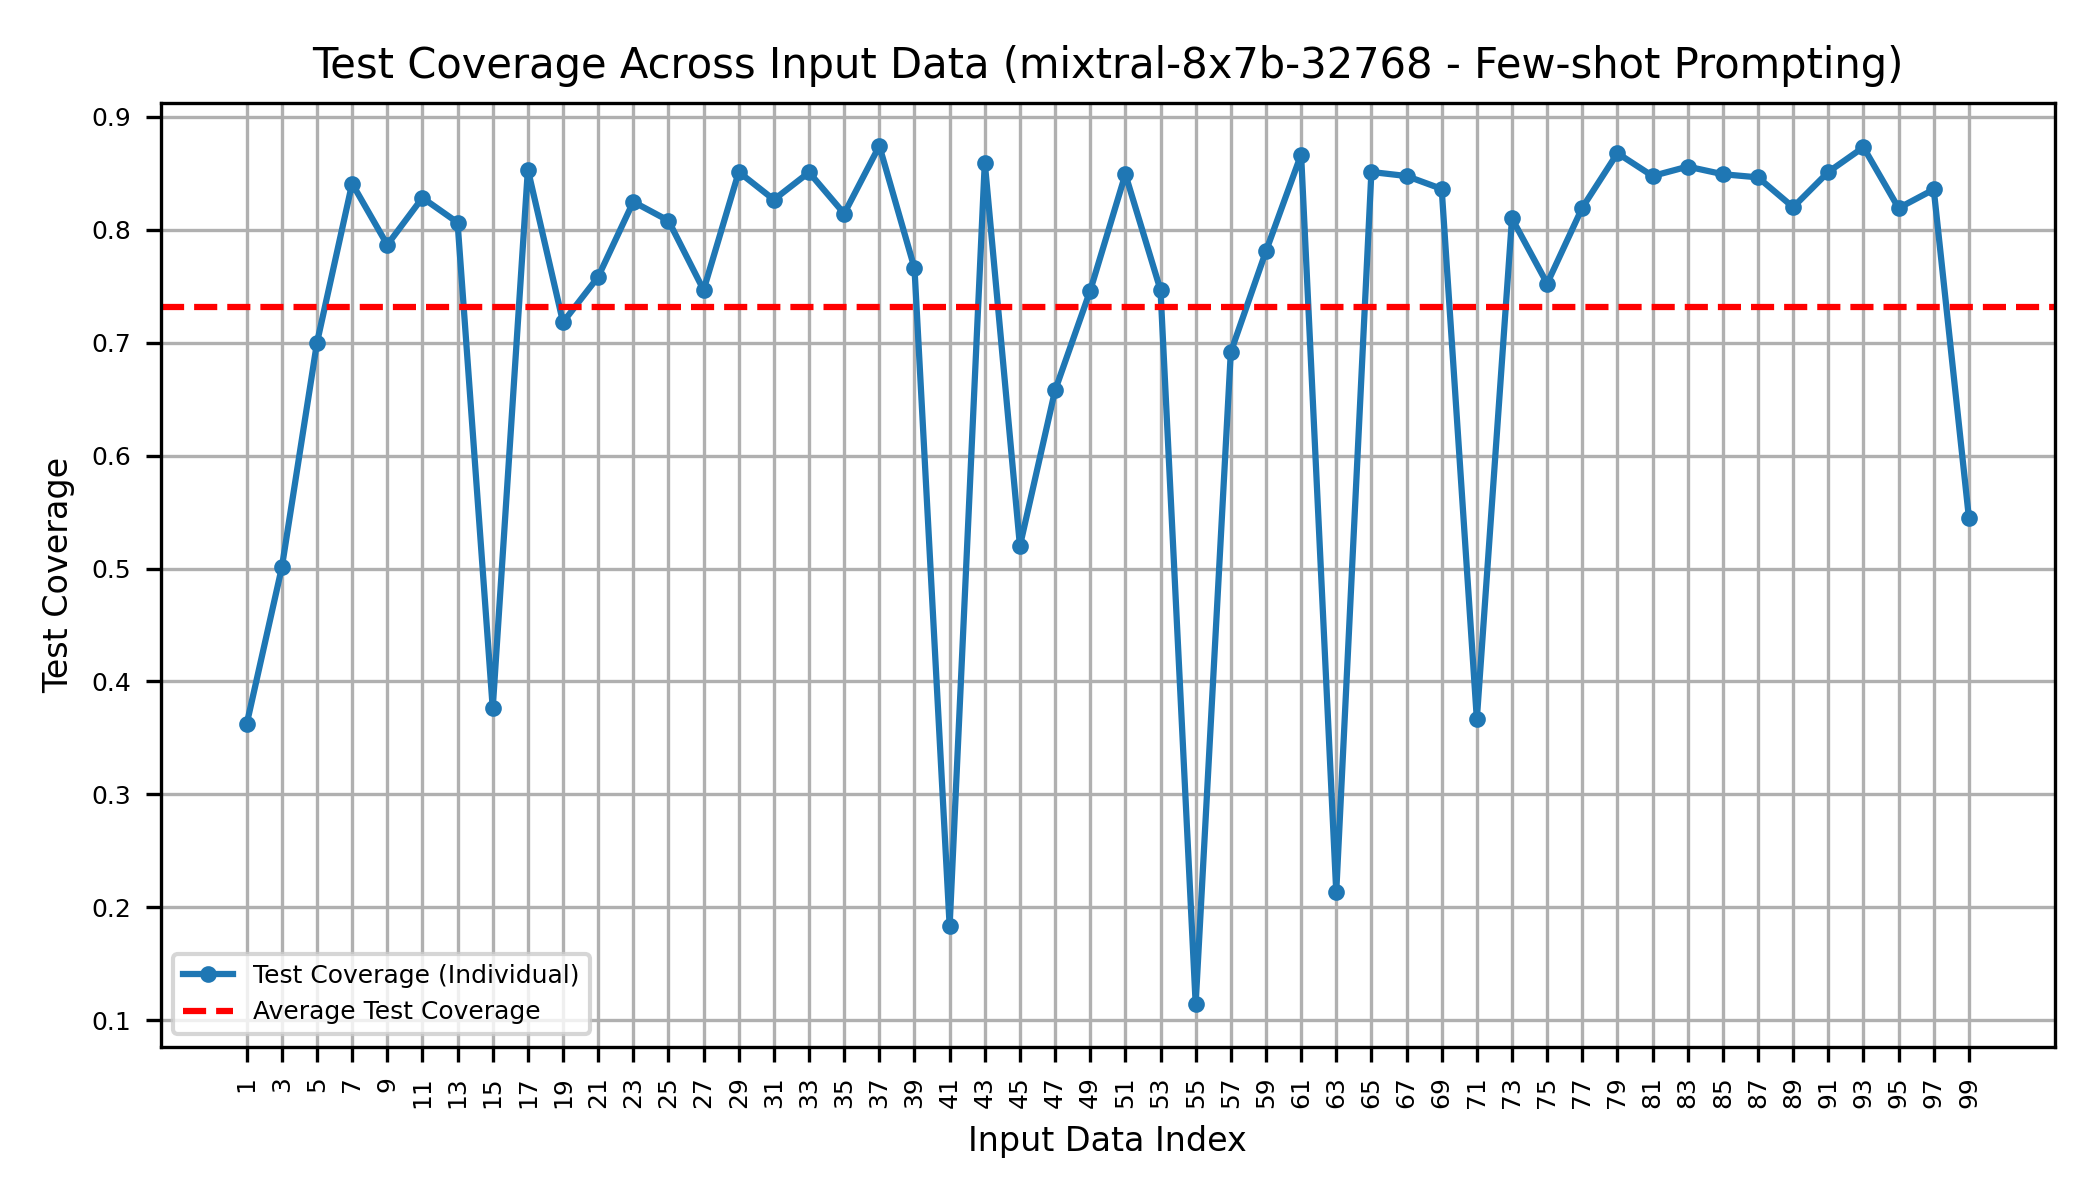 Test Coverage Across Input Data (mixtral-8x7b-32768 - Few-shot Prompting)
0.9
0.8
0.7
0.6
0.5
0.4
0.3
0.2
0.1
Test Coverage
Test Coverage (Individual)
Average Test Coverage
1 3 5 7 9 11 13 15 17 19 21 23 25 27 29 31 33 35 37 39 41 43 45 47 49 51 53 55 57 59 61 63 65 67 69 71 73 75 77 79 81 83 85 87 89 91 93 95 97 99
Input Data Index